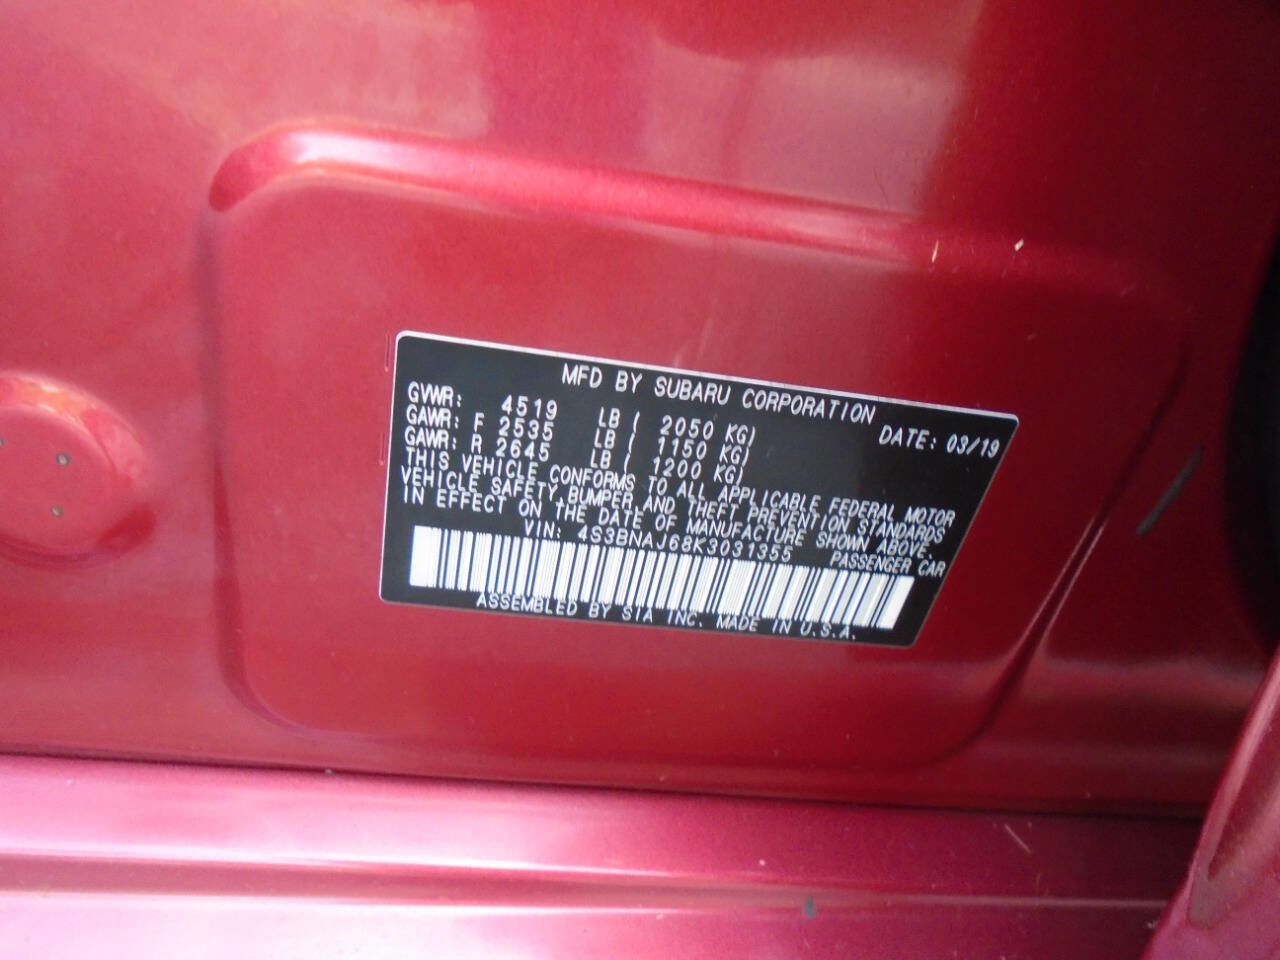 MFD BY SUBARU CORPORATION
GVWR: 4519 LB ( 2050 KG) DATE: 03/19
GAWR: F 2535 LB ( 1150 KG)
GAWR: R 2645 LB ( 1200 KG)
THIS VEHICLE CONFORMS TO ALL APPLICABLE FEDERAL MOTOR
VEHICLE SAFETY,BUMPER AND THEFT PREVENTION STANDARDS
IN EFFECT ON THE DATE OF MANUFACTURE SHOWN ABOVE.
VIN: 4S3BNAJ68K3031355 PASSENGER CAR
ASSEMBLED BY SIA INC. MADE IN U.S.A.